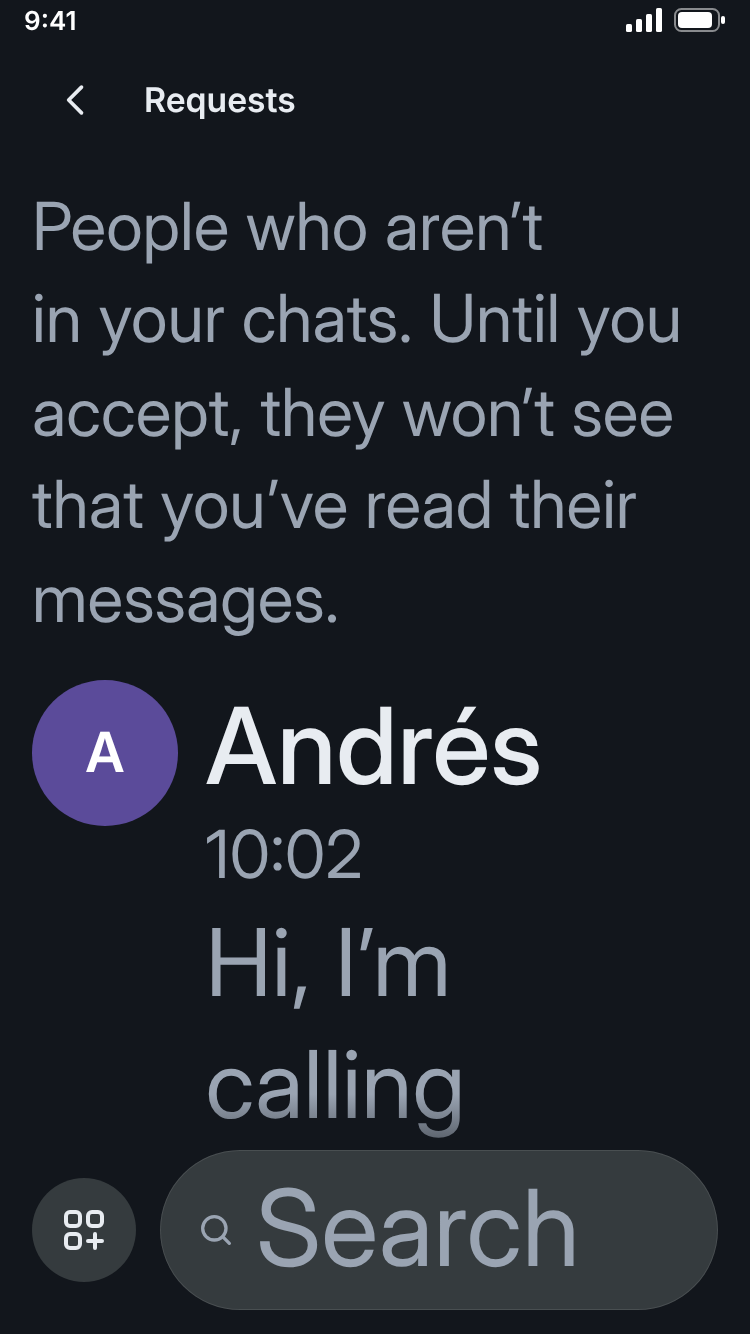 9:41
Requests
People who aren’t
in your chats. Until you
accept, they won’t see
that you’ve read their
messages.
A
Andrés
10:02
Hi, I’m
calling
Search